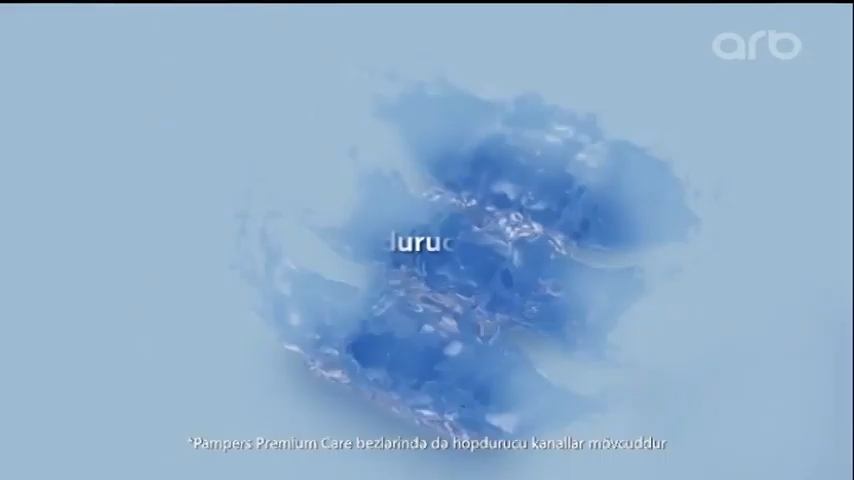 arb
duruc
*Pampers Premium Care bezlərində də hopdurucu kanallar mövcuddur